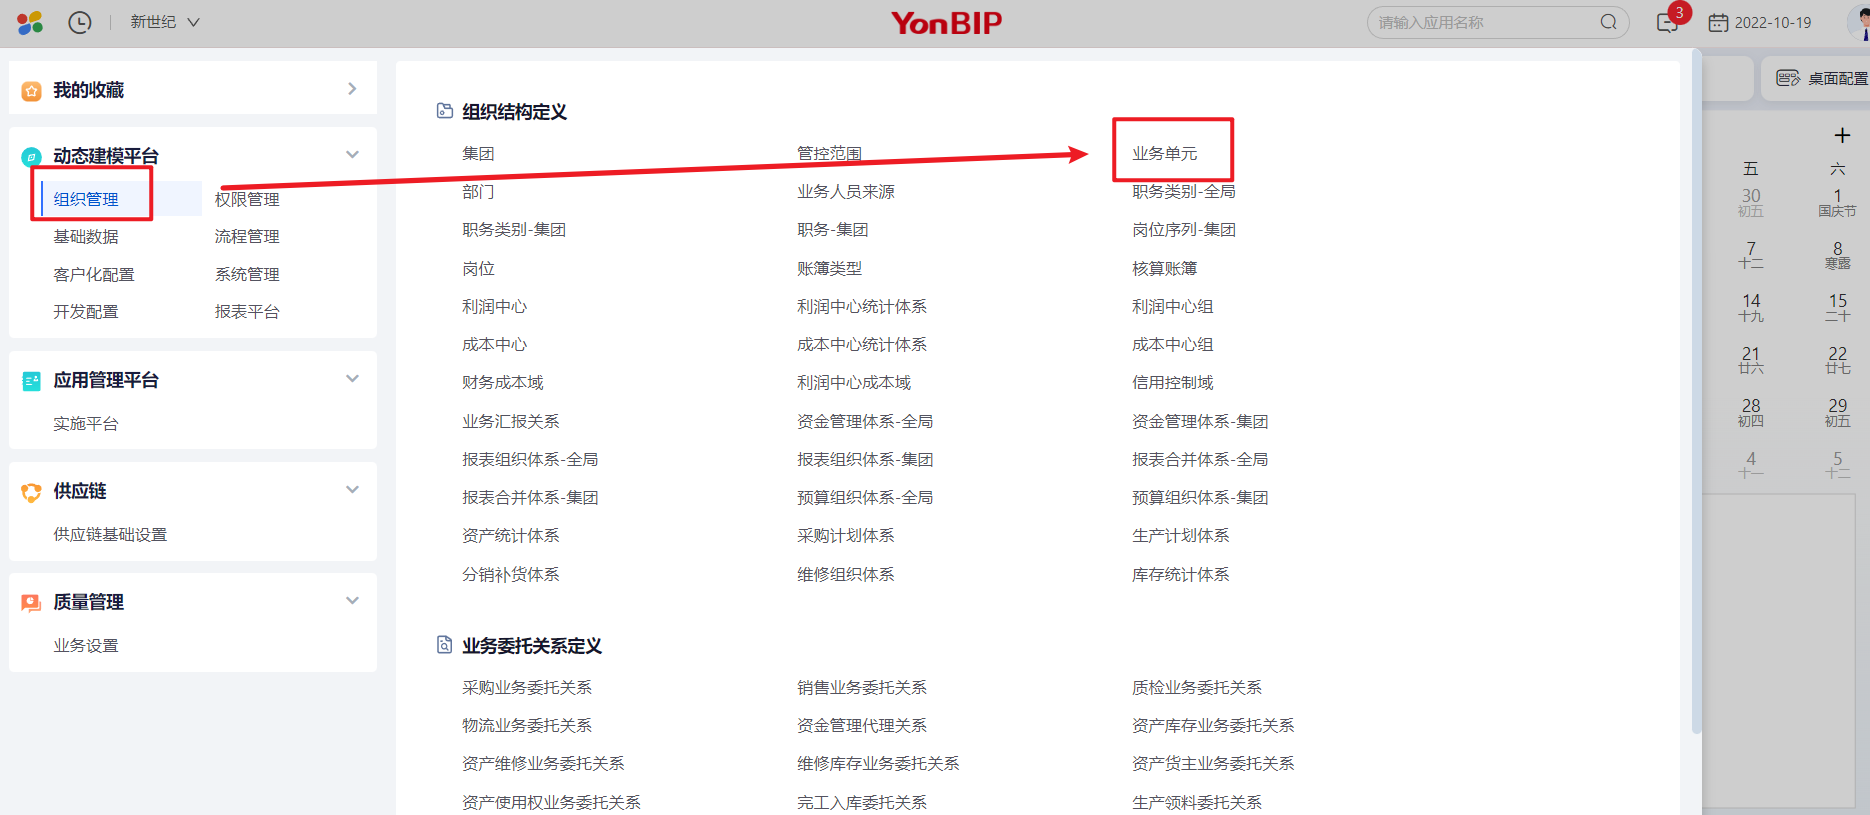 新世纪
YonBIP
请输入应用名称
3
2022-10-19
桌面配置
我的收藏
动态建模平台
组织管理
权限管理
基础数据
流程管理
客户化配置
系统管理
开发配置
报表平台
应用管理平台
实施平台
供应链
供应链基础设置
质量管理
业务设置
组织结构定义
集团
管控范围
业务单元
部门
业务人员来源
职务类别-全局
职务类别-集团
职务-集团
岗位序列-集团
岗位
账簿类型
核算账簿
利润中心
利润中心统计体系
利润中心组
成本中心
成本中心统计体系
成本中心组
财务成本域
利润中心成本域
信用控制域
业务汇报关系
资金管理体系-全局
资金管理体系-集团
报表组织体系-全局
报表组织体系-集团
报表合并体系-全局
报表合并体系-集团
预算组织体系-全局
预算组织体系-集团
资产统计体系
采购计划体系
生产计划体系
分销补货体系
维修组织体系
库存统计体系
业务委托关系定义
采购业务委托关系
销售业务委托关系
质检业务委托关系
物流业务委托关系
资金管理代理关系
资产库存业务委托关系
资产维修业务委托关系
维修库存业务委托关系
资产货主业务委托关系
资产使用权业务委托关系
完工入库委托关系
生产领料委托关系
五 六
30 1
初五 国庆节
7 8
十二 寒露
14 15
十九 二十
21 22
廿六 廿七
28 29
初四 初五
4 5
十一 十二